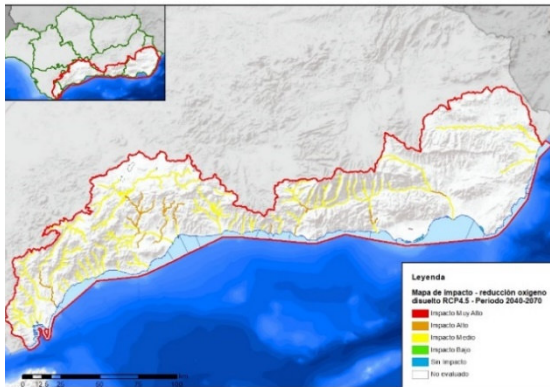 Leyenda
Mapa de impacto - reducción oxígeno
disuelto RCP4.5 - Periodo 2040-2070
Impacto Muy Alto
Impacto Alto
Impacto Medio
Impacto Bajo
Sin Impacto
No evaluado